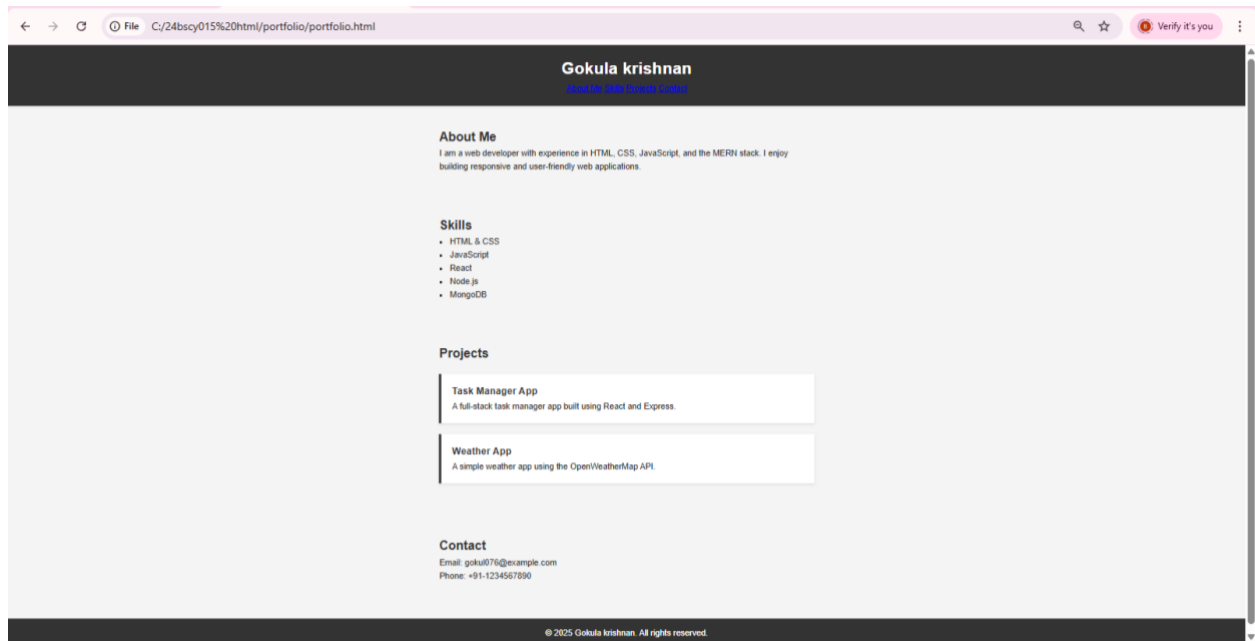 File C:/24bscy015%20html/portfolio/portfolio.html
Verify it's you
Gokula krishnan
About Me Skills Projects Contact
About Me
I am a web developer with experience in HTML, CSS, JavaScript, and the MERN stack. I enjoy
building responsive and user-friendly web applications.
Skills
• HTML & CSS
• JavaScript
• React
• Node.js
• MongoDB
Projects
Task Manager App
A full-stack task manager app built using React and Express.
Weather App
A simple weather app using the OpenWeatherMap API.
Contact
Email: gokul076@example.com
Phone: +91-1234567890
© 2025 Gokula krishnan. All rights reserved.